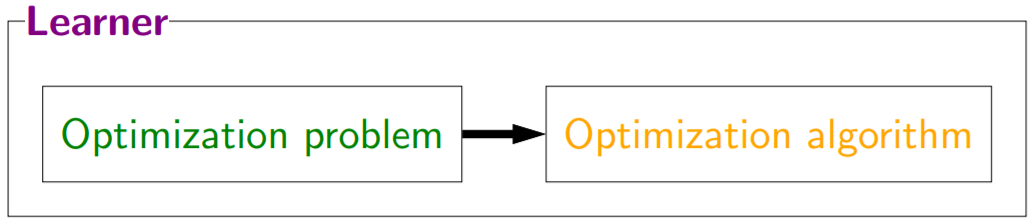 Learner
Optimization problem
Optimization algorithm